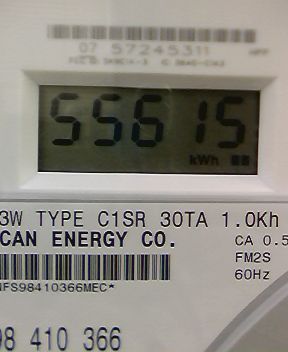 07 57245311
55615
kWh
3W TYPE C1SR 30TA 1.0Kh
CAN ENERGY CO.
CA 0.5
FM2S
60Hz
NFS98410366MEC*
98 410 366